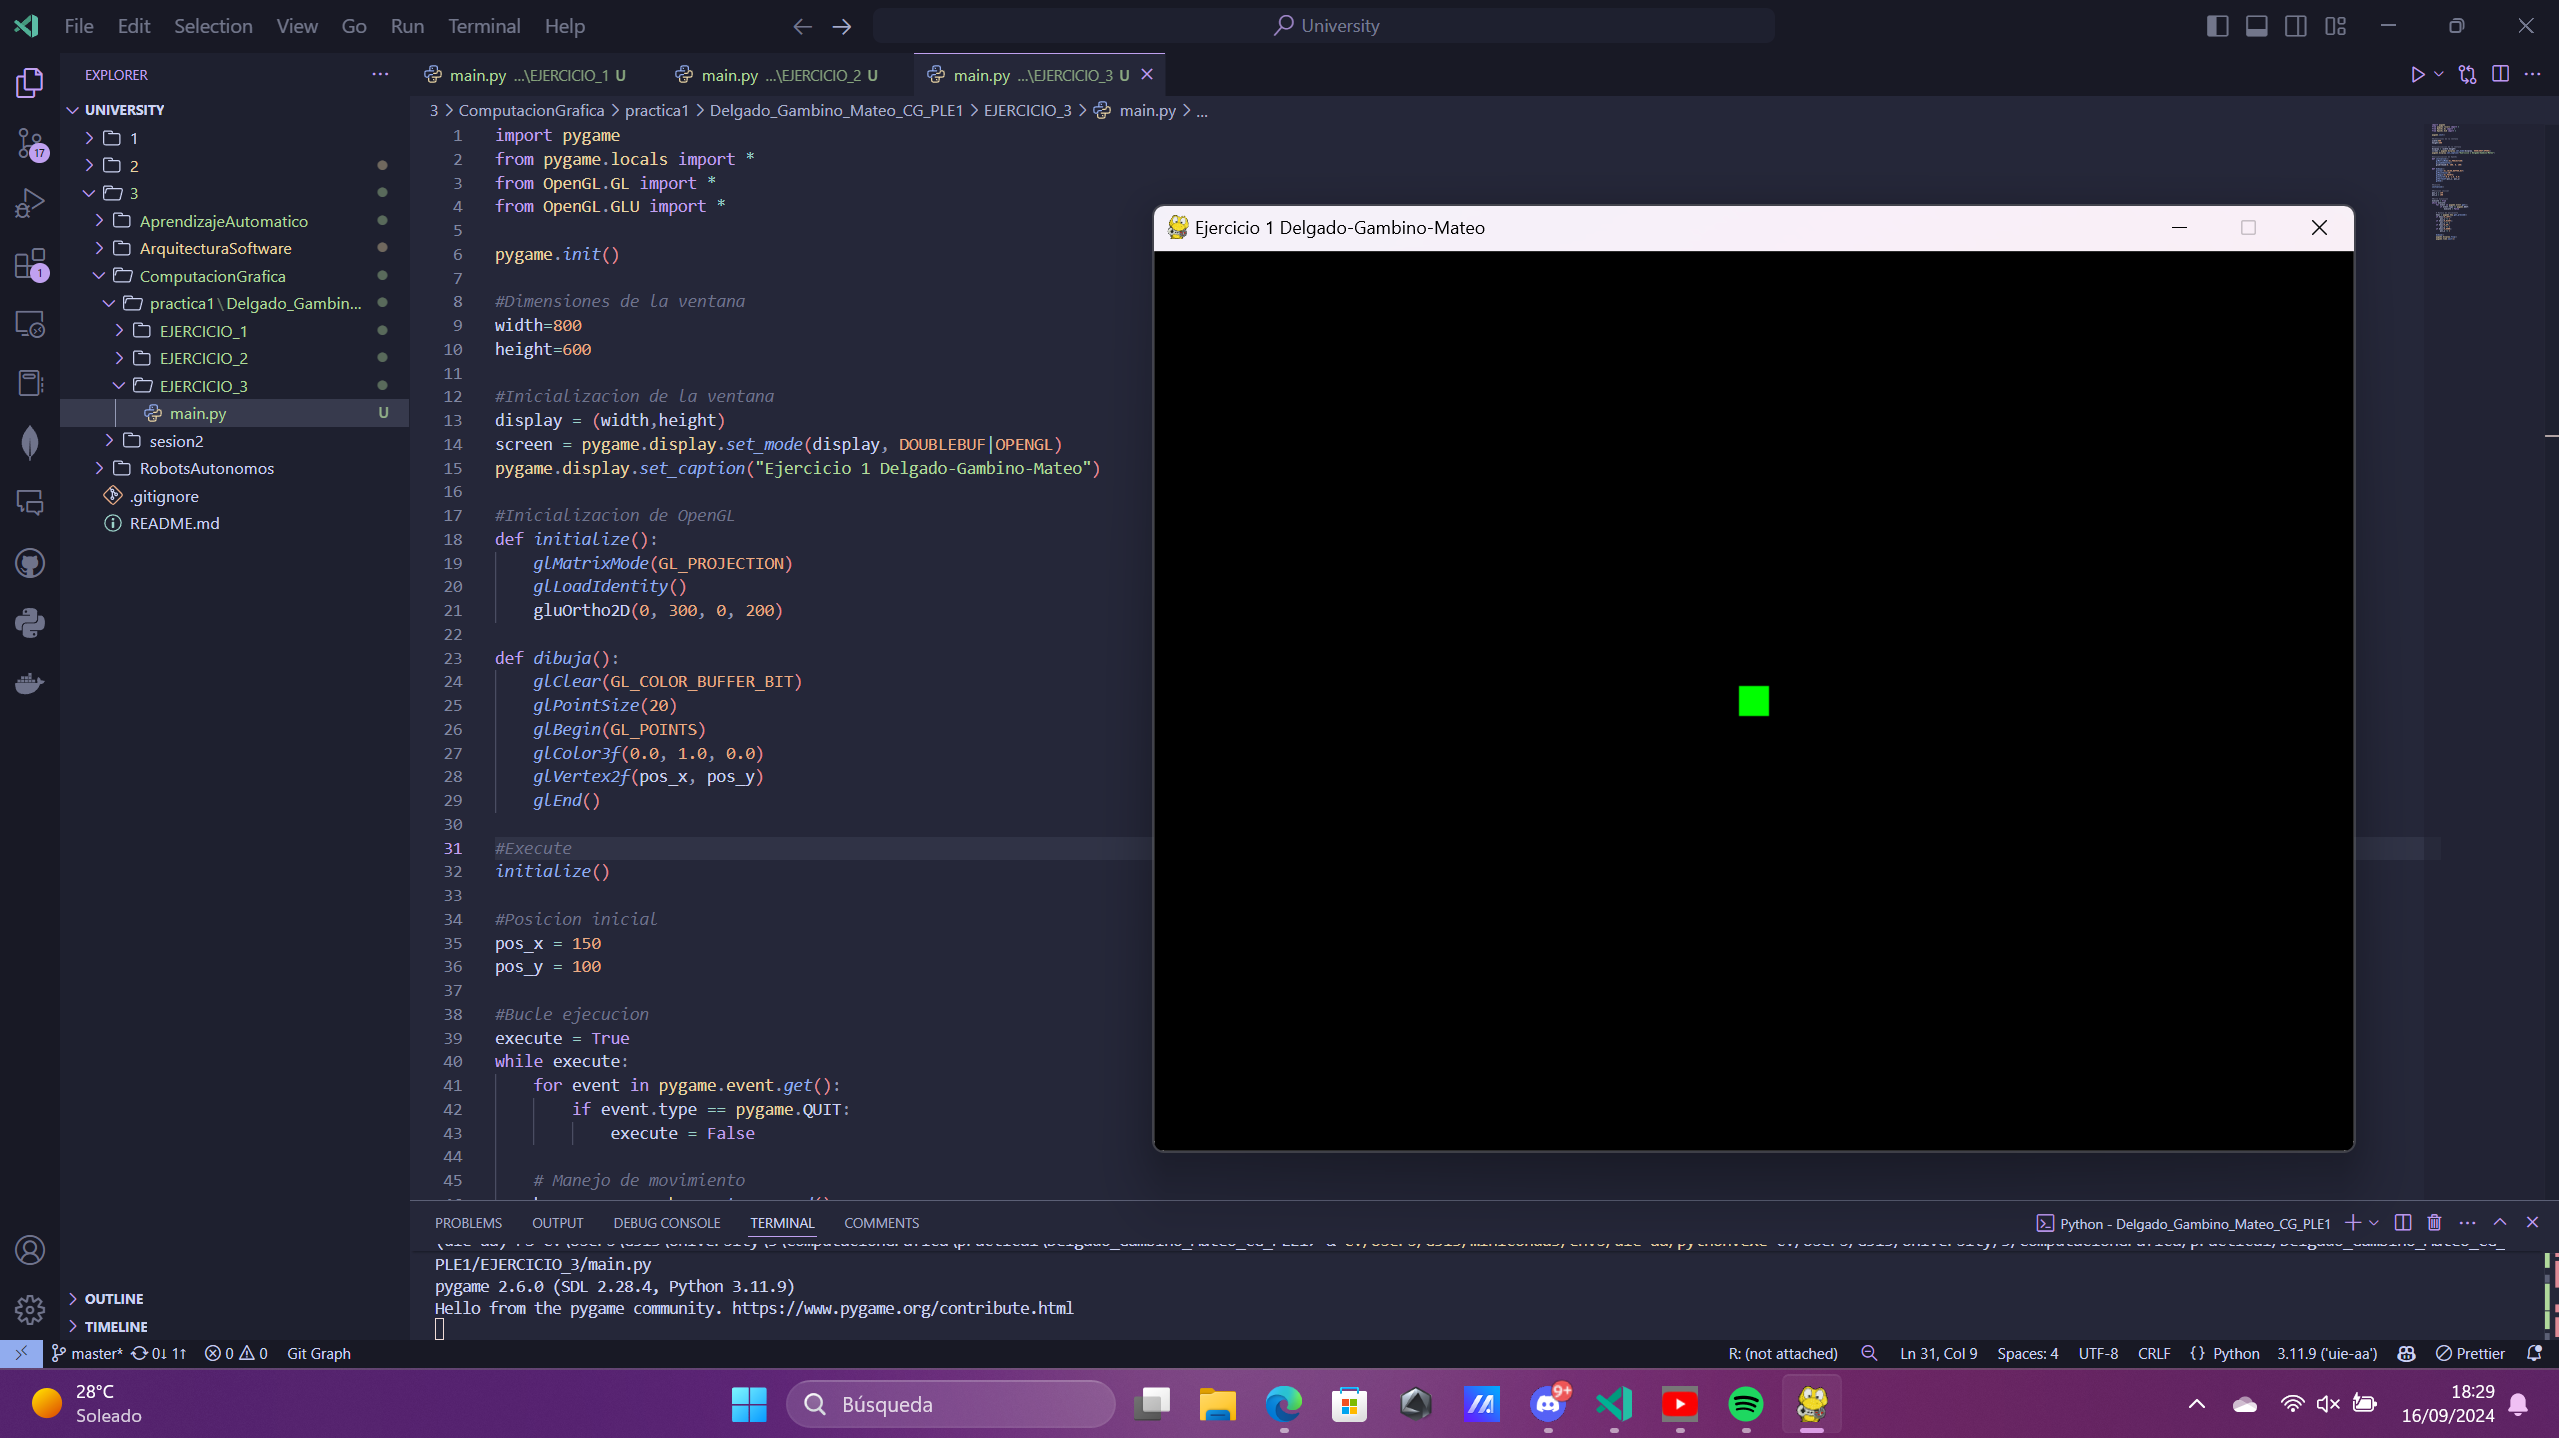 File Edit Selection View Go Run Terminal Help
University
EXPLORER
UNIVERSITY
1
2
3
AprendizajeAutomatico
ArquitecturaSoftware
ComputacionGrafica
practica1\Delgado_Gambin...
EJERCICIO_1
EJERCICIO_2
EJERCICIO_3
main.py U
sesion2
RobotsAutonomos
.gitignore
README.md
OUTLINE
TIMELINE
17
1
main.py ...\EJERCICIO_1 U
main.py ...\EJERCICIO_2 U
main.py ...\EJERCICIO_3 U
3 > ComputacionGrafica > practica1 > Delgado_Gambino_Mateo_CG_PLE1 > EJERCICIO_3 > main.py > ...
1 import pygame
2 from pygame.locals import *
3 from OpenGL.GL import *
4 from OpenGL.GLU import *
5
6 pygame.init()
7
8 #Dimensiones de la ventana
9 width=800
10 height=600
11
12 #Inicializacion de la ventana
13 display = (width,height)
14 screen = pygame.display.set_mode(display, DOUBLEBUF|OPENGL)
15 pygame.display.set_caption("Ejercicio 1 Delgado-Gambino-Mateo")
16
17 #Inicializacion de OpenGL
18 def initialize():
19 glMatrixMode(GL_PROJECTION)
20 glLoadIdentity()
21 gluOrtho2D(0, 300, 0, 200)
22
23 def dibuja():
24 glClear(GL_COLOR_BUFFER_BIT)
25 glPointSize(20)
26 glBegin(GL_POINTS)
27 glColor3f(0.0, 1.0, 0.0)
28 glVertex2f(pos_x, pos_y)
29 glEnd()
30
31 #Execute
32 initialize()
33
34 #Posicion inicial
35 pos_x = 150
36 pos_y = 100
37
38 #Bucle ejecucion
39 execute = True
40 while execute:
41 for event in pygame.event.get():
42 if event.type == pygame.QUIT:
43 execute = False
44
45 # Manejo de movimiento
Ejercicio 1 Delgado-Gambino-Mateo
PROBLEMS OUTPUT DEBUG CONSOLE TERMINAL COMMENTS
Python - Delgado_Gambino_Mateo_CG_PLE1
PLE1/EJERCICIO_3/main.py
pygame 2.6.0 (SDL 2.28.4, Python 3.11.9)
Hello from the pygame community. https://www.pygame.org/contribute.html
master* 0↓ 1↑ 0 0 Git Graph
R: (not attached) Ln 31, Col 9 Spaces: 4 UTF-8 CRLF {} Python 3.11.9 ('uie-aa') Prettier
28°C
Soleado
Búsqueda
9+
18:29
16/09/2024